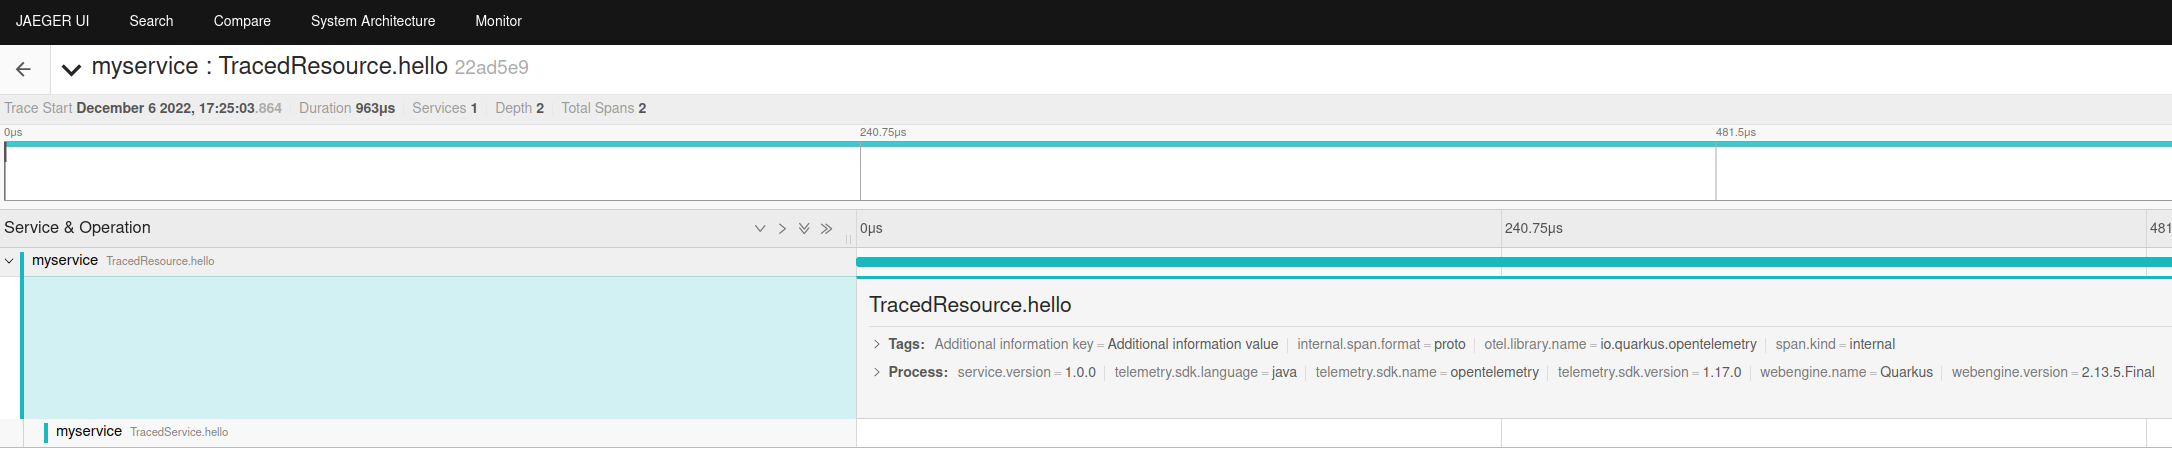 JAEGER UI Search Compare System Architecture Monitor
myservice : TracedResource.hello 22ad5e9
Trace Start December 6 2022, 17:25:03.864 Duration 963μs Services 1 Depth 2 Total Spans 2
0μs 240.75μs 481.5μs
Service & Operation 0μs 240.75μs 481
myservice TracedResource.hello
TracedResource.hello
Tags: Additional information key = Additional information value internal.span.format = proto otel.library.name = io.quarkus.opentelemetry span.kind = internal
Process: service.version = 1.0.0 telemetry.sdk.language = java telemetry.sdk.name = opentelemetry telemetry.sdk.version = 1.17.0 webengine.name = Quarkus webengine.version = 2.13.5.Final
myservice TracedService.hello